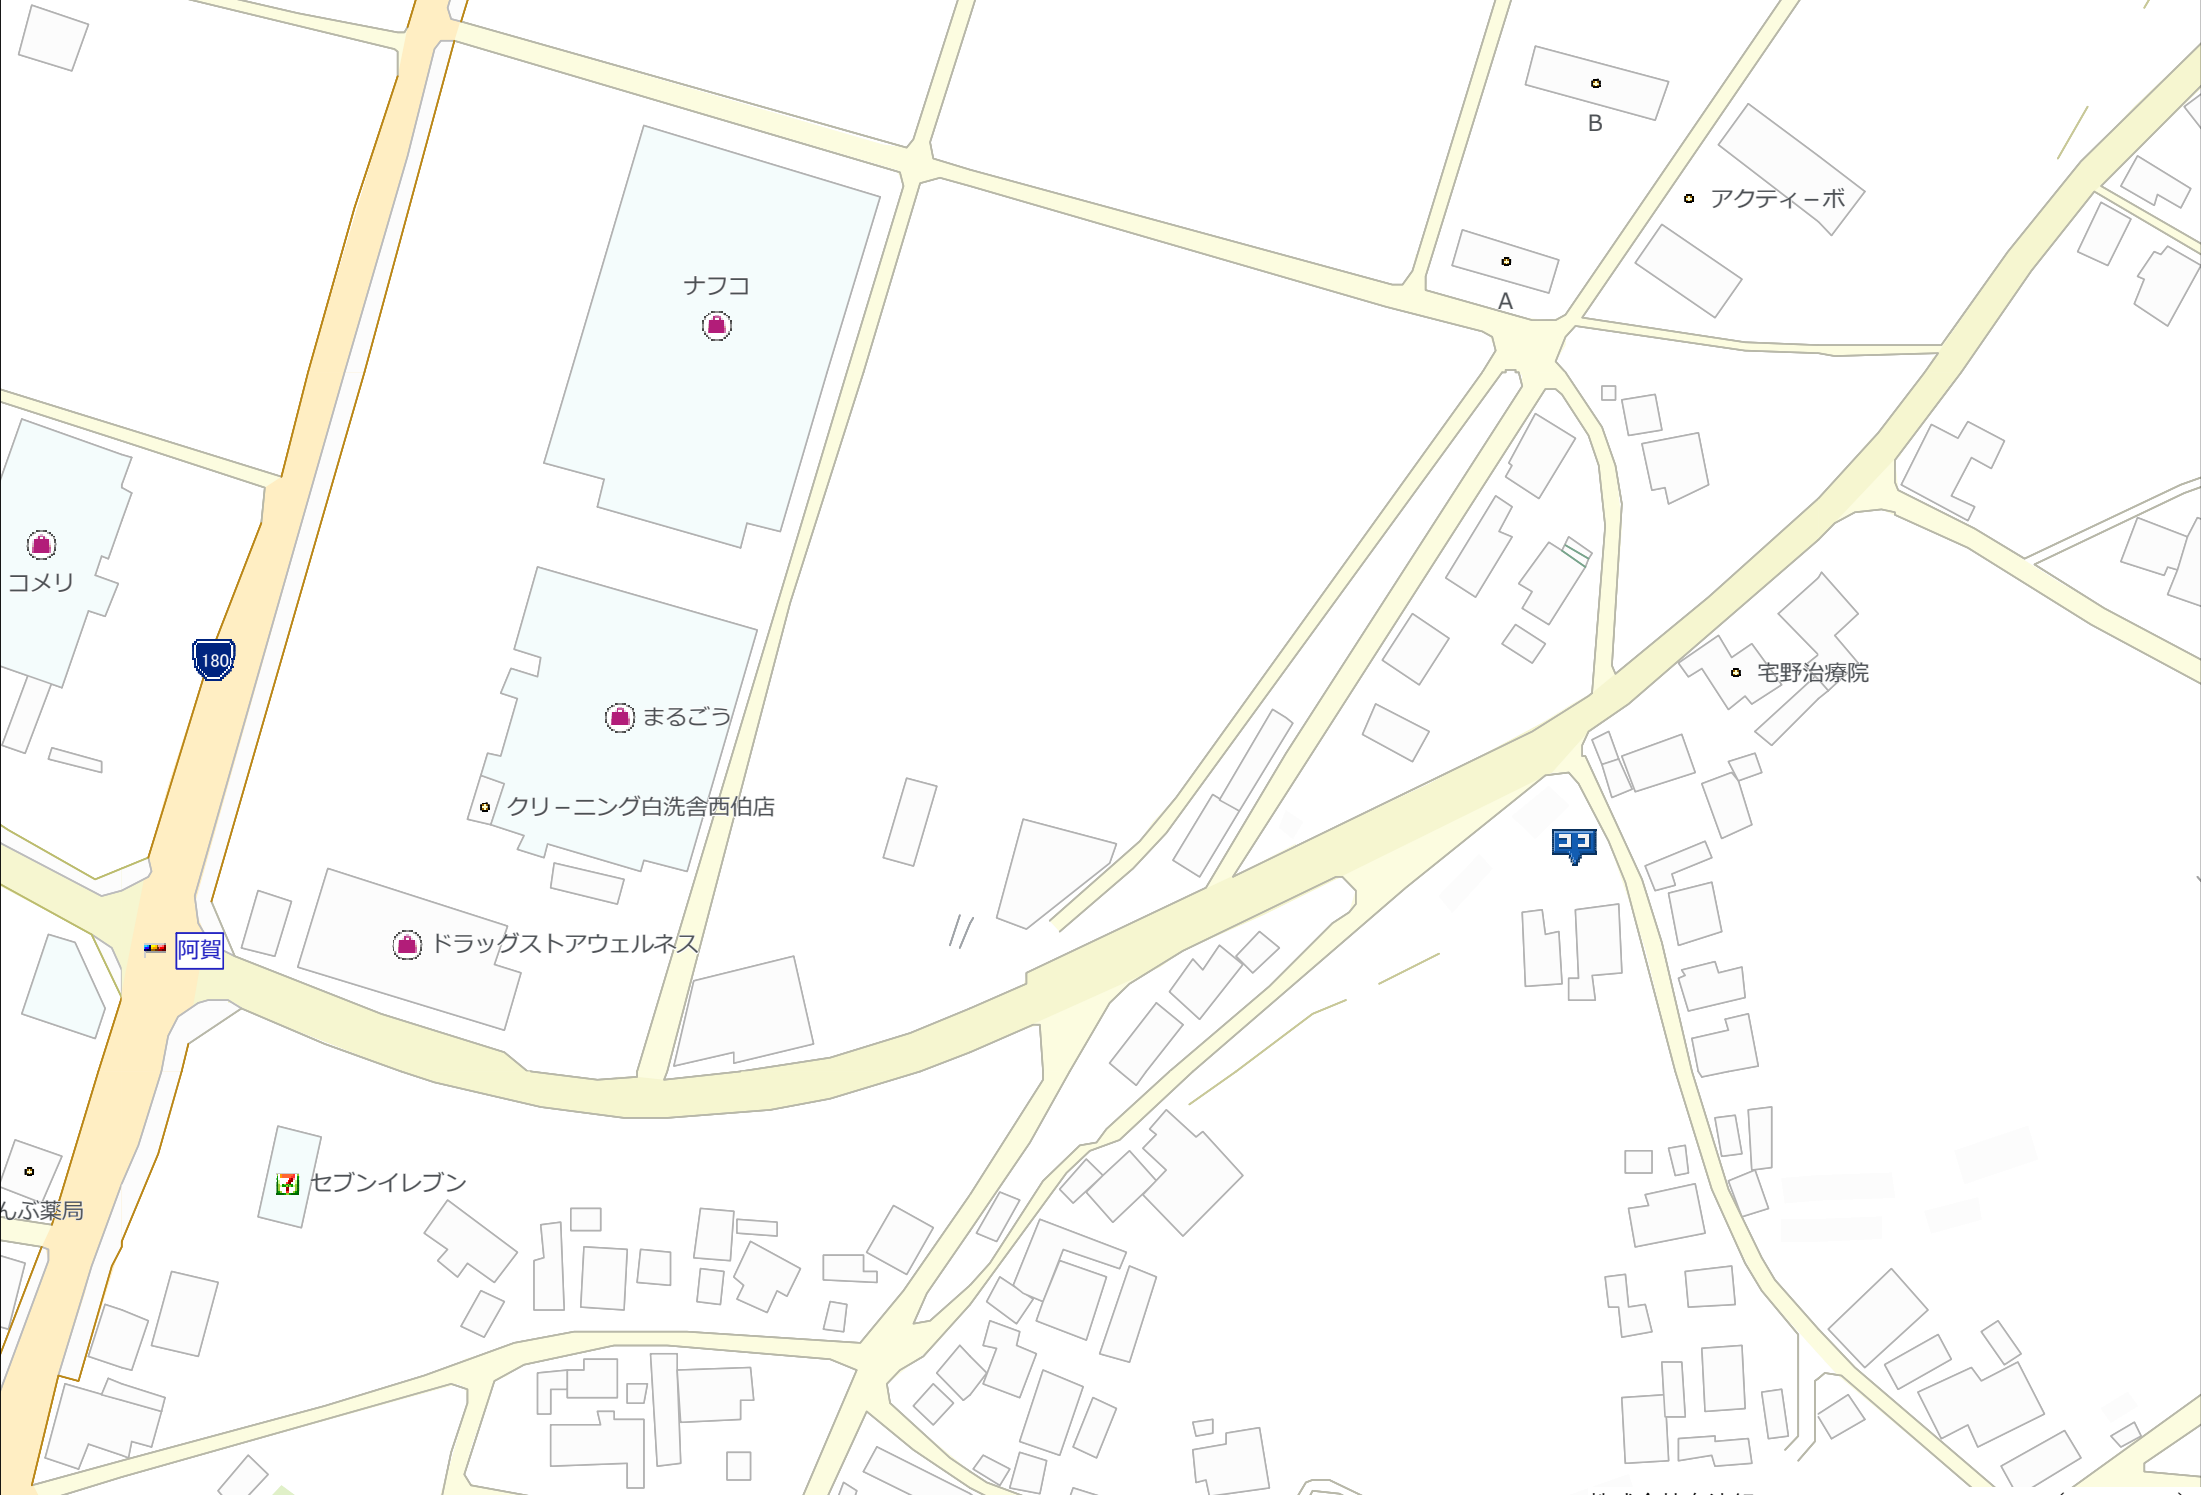 B
アクティーボ
ナフコ
A
コメリ
180
宅野治療院
まるごう
クリーニング白洗舎西伯店
ドラッグストアウェルネス
阿賀
7
セブンイレブン
んぶ薬局